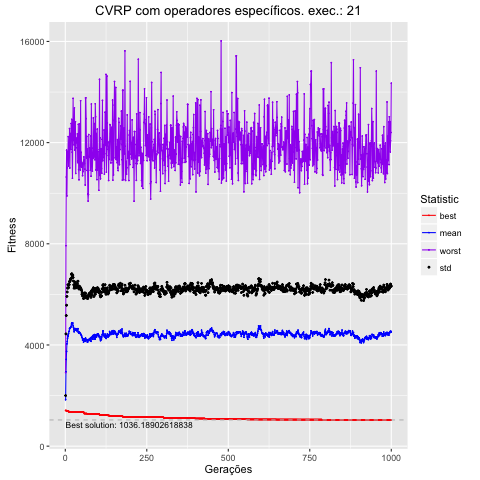 CVRP com operadores específicos. exec.: 21
Fitness
16000
12000
8000
4000
0
Best solution: 1036.18902618838
0
250
500
750
1000
Gerações
Statistic
best
mean
worst
std